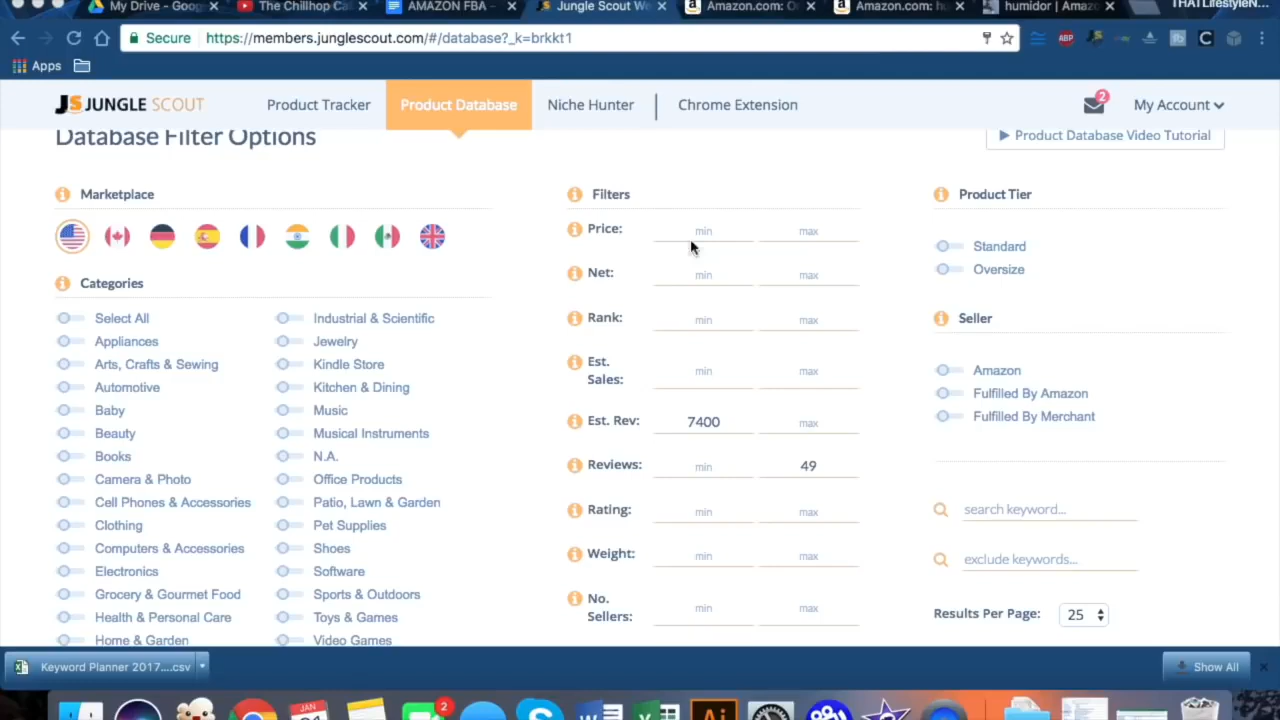 My Drive - Goog
The Chillhop Ca
AMAZON FBA –
Jungle Scout We
Amazon.com: O
Amazon.com: hu
humidor | Amaz
THATLifestyleN
Secure https://members.junglescout.com/#/database?_k=brkkt1
Apps
JS JUNGLE SCOUT Product Tracker Product Database Niche Hunter Chrome Extension 2 My Account
Database Filter Options
Product Database Video Tutorial
Marketplace
Categories
Select All
Appliances
Arts, Crafts & Sewing
Automotive
Baby
Beauty
Books
Camera & Photo
Cell Phones & Accessories
Clothing
Computers & Accessories
Electronics
Grocery & Gourmet Food
Health & Personal Care
Home & Garden
Industrial & Scientific
Jewelry
Kindle Store
Kitchen & Dining
Music
Musical Instruments
N.A.
Office Products
Patio, Lawn & Garden
Pet Supplies
Shoes
Software
Sports & Outdoors
Toys & Games
Video Games
Filters
Price: min max
Net: min max
Rank: min max
Est. Sales: min max
Est. Rev: 7400 max
Reviews: min 49
Rating: min max
Weight: min max
No. Sellers: min max
Product Tier
Standard
Oversize
Seller
Amazon
Fulfilled By Amazon
Fulfilled By Merchant
search keyword...
exclude keywords...
Results Per Page: 25
Keyword Planner 2017....csv
Show All
JAN
2
Ai